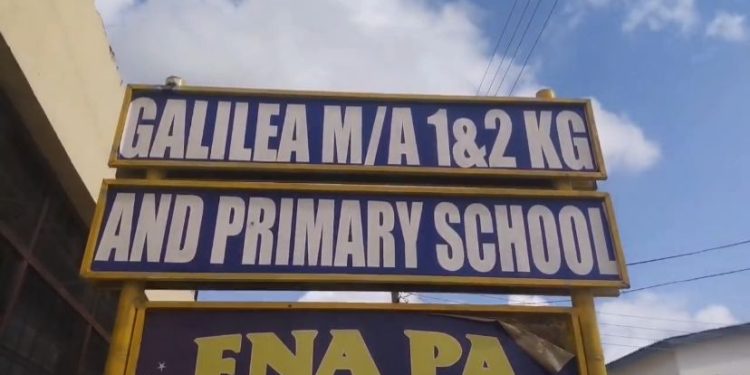 GALILEA M/A 1&2 KG
AND PRIMARY SCHOOL
ENA PA